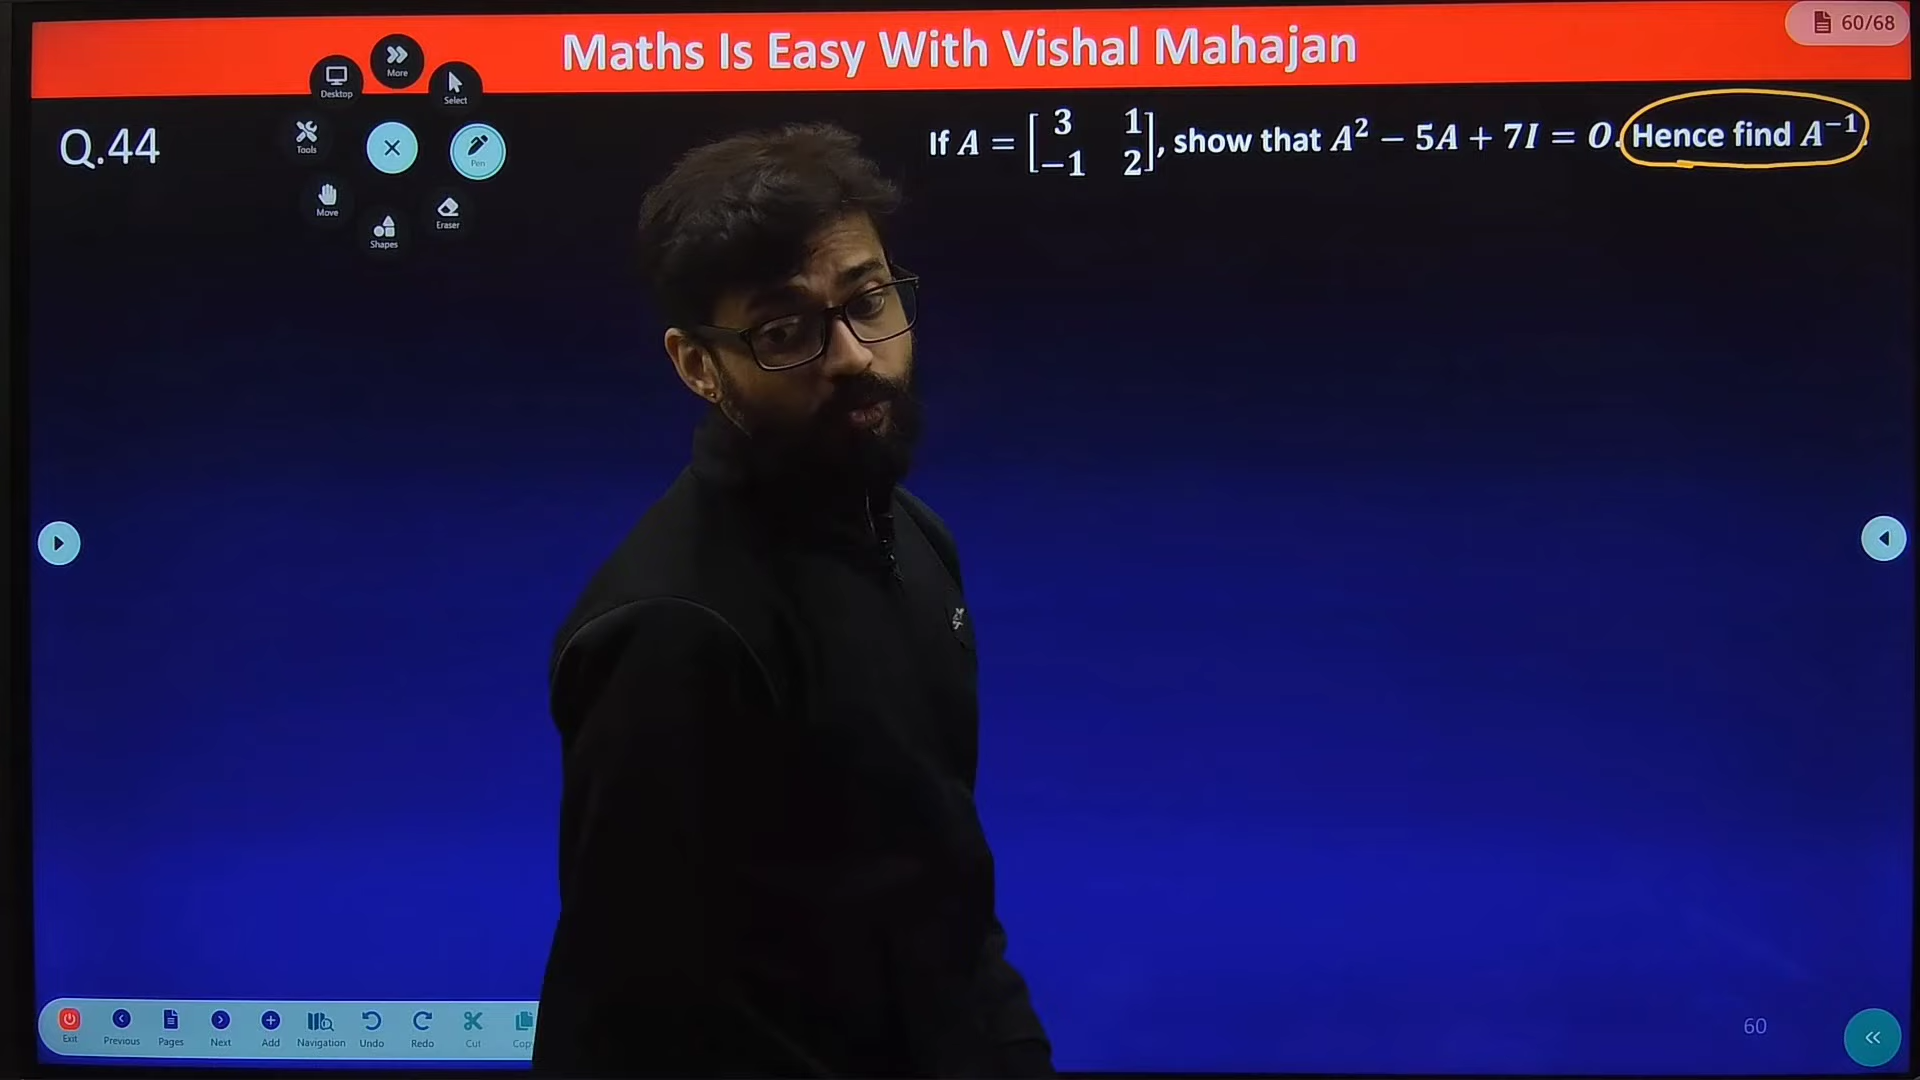 Maths Is Easy With Vishal Mahajan
60/68
More
Desktop
Select
Tools
Pen
Move
Eraser
Shapes
Q.44
If A = [3 1
-1 2], show that A² − 5A + 7I = O. Hence find A⁻¹.
Exit
Previous
Pages
Next
Add
Navigation
Undo
Redo
Cut
Cop
60